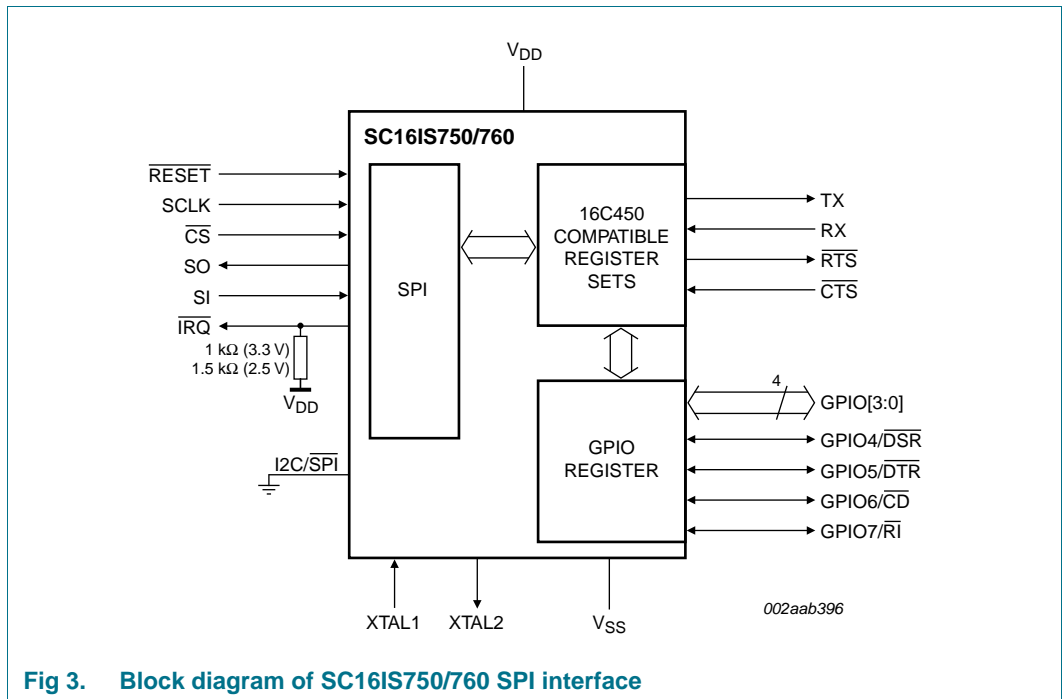 VDD
SC16IS750/760
RESET
SCLK
CS
SO
SI
IRQ
1 kΩ (3.3 V)
1.5 kΩ (2.5 V)
VDD
I2C/SPI
SPI
16C450
COMPATIBLE
REGISTER
SETS
TX
RX
RTS
CTS
GPIO
REGISTER
4
GPIO[3:0]
GPIO4/DSR
GPIO5/DTR
GPIO6/CD
GPIO7/RI
XTAL1
XTAL2
VSS
002aab396
Fig 3. Block diagram of SC16IS750/760 SPI interface